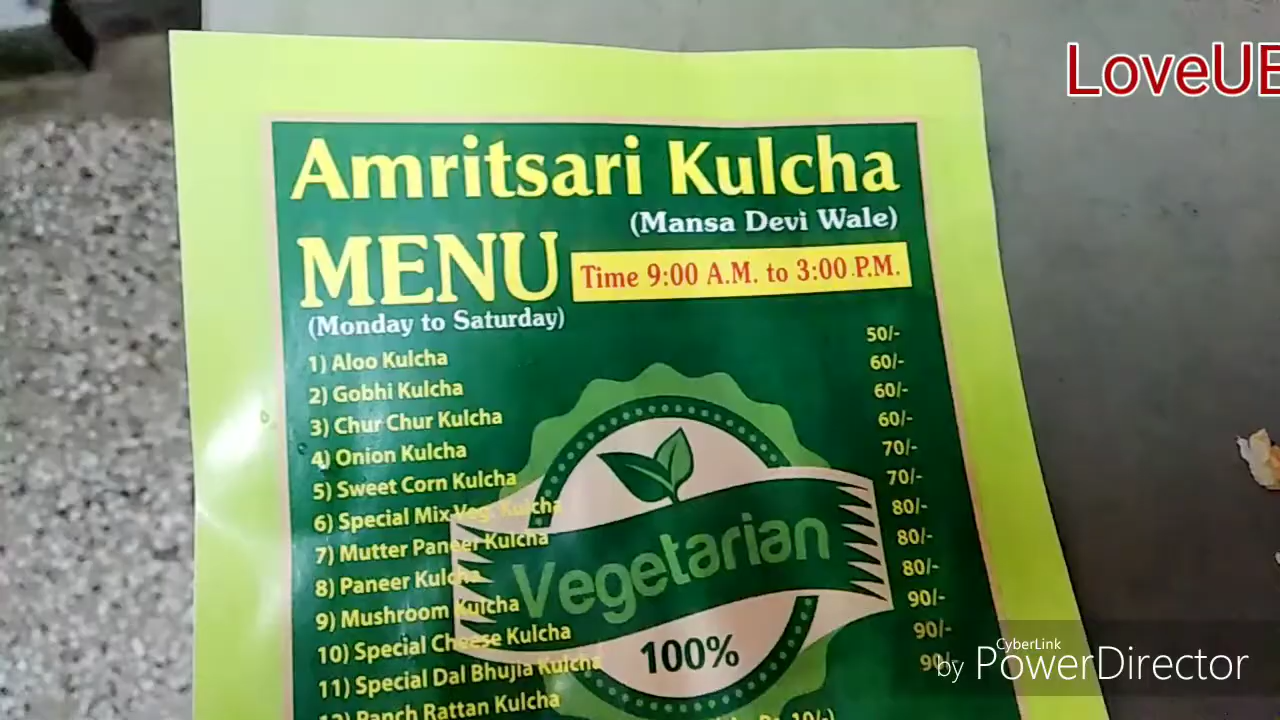 LoveUE
Amritsari Kulcha
(Mansa Devi Wale)
MENU
Time 9:00 A.M. to 3:00 P.M.
(Monday to Saturday)
1) Aloo Kulcha 50/-
2) Gobhi Kulcha 60/-
3) Chur Chur Kulcha 60/-
4) Onion Kulcha 60/-
5) Sweet Corn Kulcha 70/-
6) Special Mix Veg. Kulcha 70/-
7) Mutter Paneer Kulcha 80/-
8) Paneer Kulcha 80/-
9) Mushroom Kulcha 80/-
10) Special Cheese Kulcha 90/-
11) Special Dal Bhujia Kulcha 90/-
12) Panch Rattan Kulcha 90/-
Vegetarian
100%
Rs. 10/-)
CyberLink
by PowerDirector